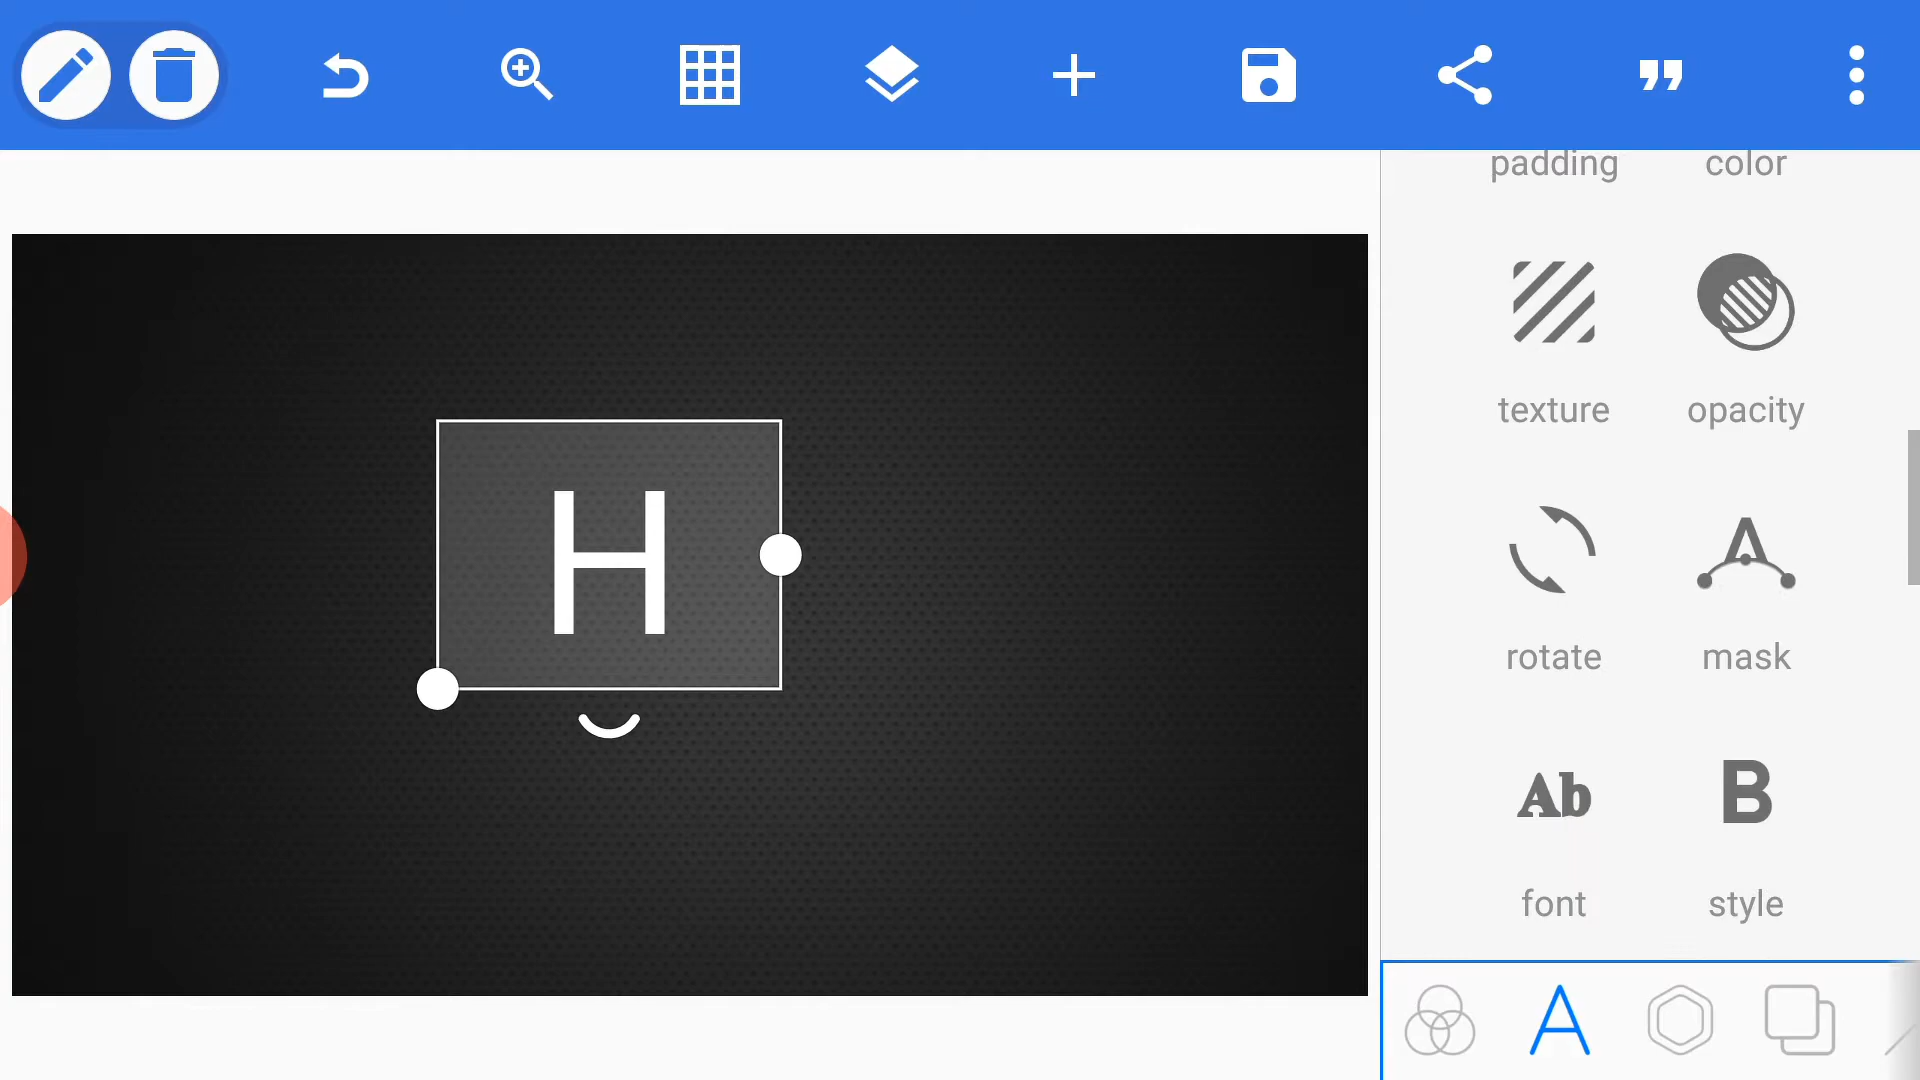 padding color
texture opacity
H
rotate mask
Ab B
font style
A